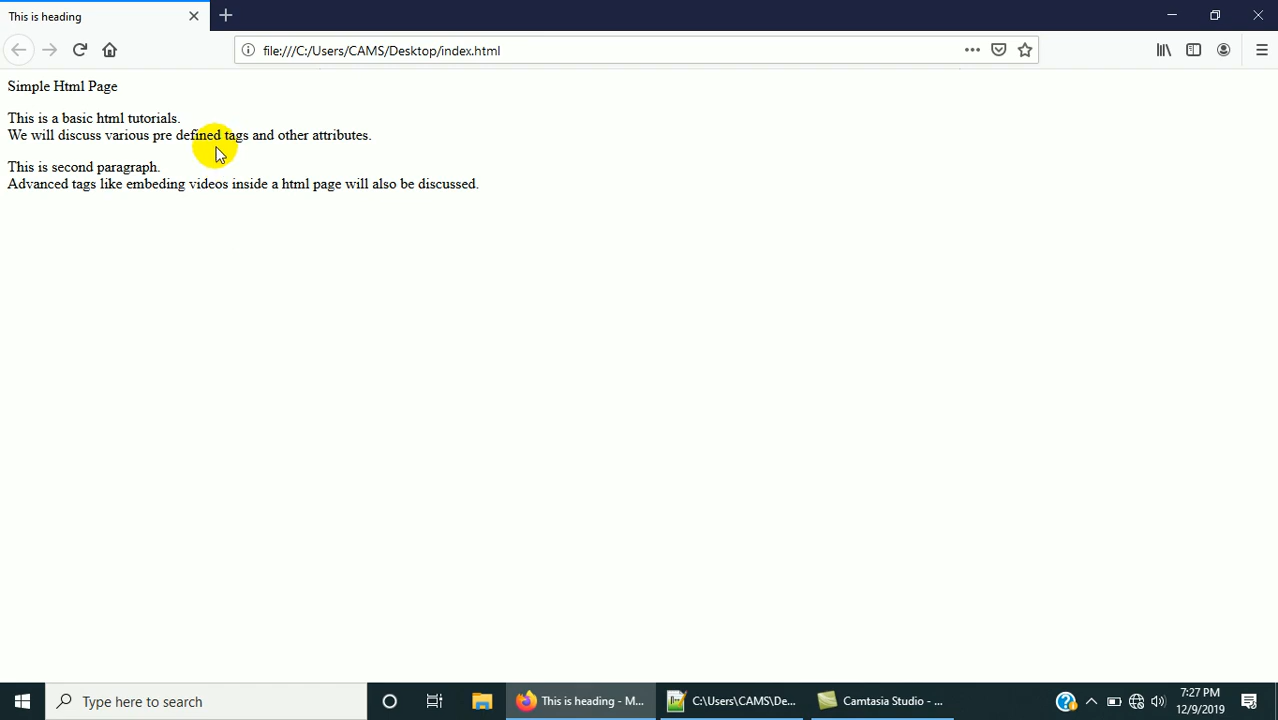 This is heading
file:///C:/Users/CAMS/Desktop/index.html
Simple Html Page
This is a basic html tutorials.
We will discuss various pre defined tags and other attributes.
This is second paragraph.
Advanced tags like embeding videos inside a html page will also be discussed.
Type here to search
This is heading - M...
C:\Users\CAMS\De...
Camtasia Studio - ...
7:27 PM
12/9/2019